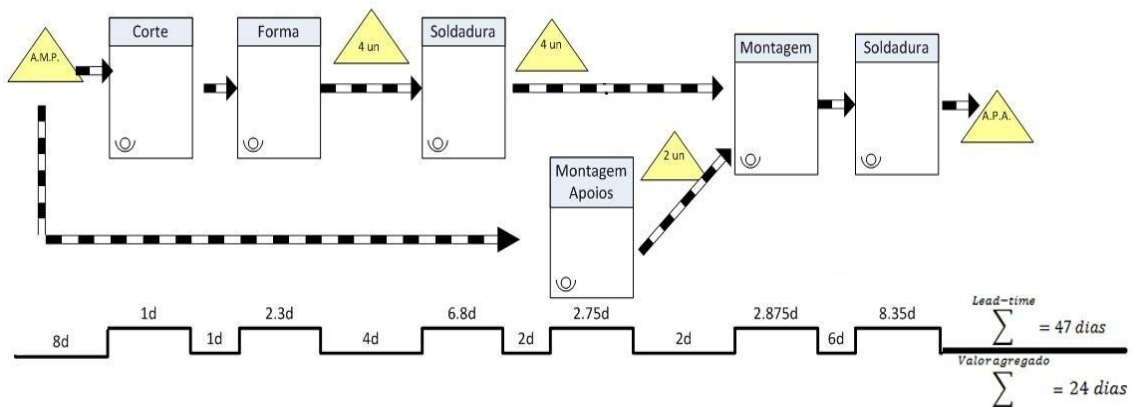 A.M.P.
Corte
Forma
4 un
Soldadura
4 un
Montagem
Soldadura
A.P.A.
Montagem
Apoios
2 un
8d
1d
1d
2.3d
4d
6.8d
2d
2.75d
2d
2.875d
6d
8.35d
Lead-time
∑ = 47 dias
Valor agregado
∑ = 24 dias